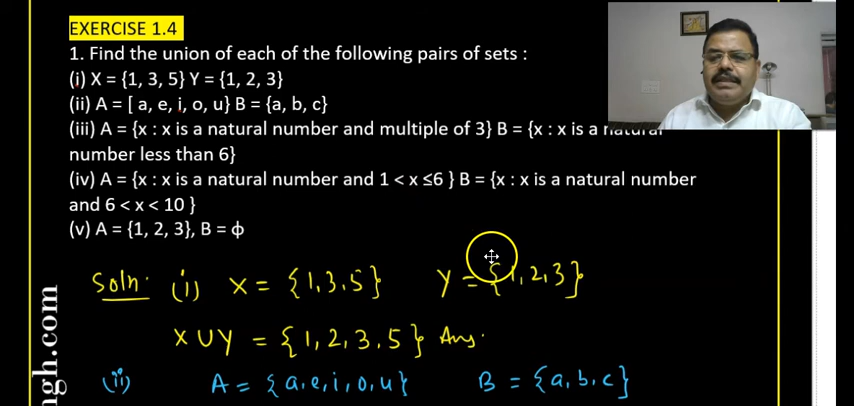 EXERCISE 1.4
1. Find the union of each of the following pairs of sets :
(i) X = {1, 3, 5} Y = {1, 2, 3}
(ii) A = [ a, e, i, o, u} B = {a, b, c}
(iii) A = {x : x is a natural number and multiple of 3} B = {x : x is a natural
number less than 6}
(iv) A = {x : x is a natural number and 1 < x ≤6 } B = {x : x is a natural number
and 6 < x < 10 }
(v) A = {1, 2, 3}, B = ϕ
Soln. (i) X = {1,3,5} Y = {1,2,3}
X U Y = {1, 2, 3, 5} Ans.
(ii) A = {a,e,i,o,u} B = {a,b,c}
ngh.com